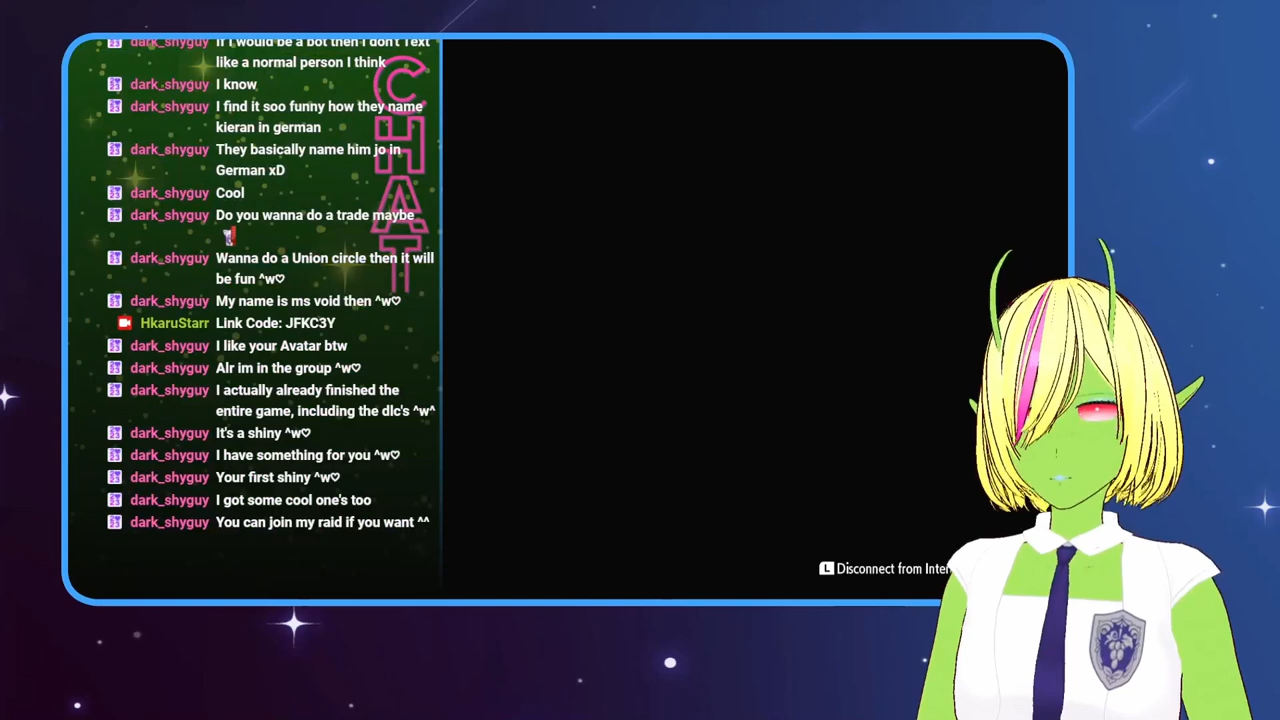 dark_shyguy If I would be a bot then I don't Text
like a normal person I think
dark_shyguy I know
dark_shyguy I find it soo funny how they name
kieran in german
dark_shyguy They basically name him jo in
German xD
dark_shyguy Cool
dark_shyguy Do you wanna do a trade maybe
dark_shyguy Wanna do a Union circle then it will
be fun ^w♡
dark_shyguy My name is ms void then ^w♡
HkaruStarr Link Code: JFKC3Y
dark_shyguy I like your Avatar btw
dark_shyguy Alr im in the group ^w♡
dark_shyguy I actually already finished the
entire game, including the dlc's ^w^
dark_shyguy It's a shiny ^w♡
dark_shyguy I have something for you ^w♡
dark_shyguy Your first shiny ^w♡
dark_shyguy I got some cool one's too
dark_shyguy You can join my raid if you want ^^
CHAT
L Disconnect from